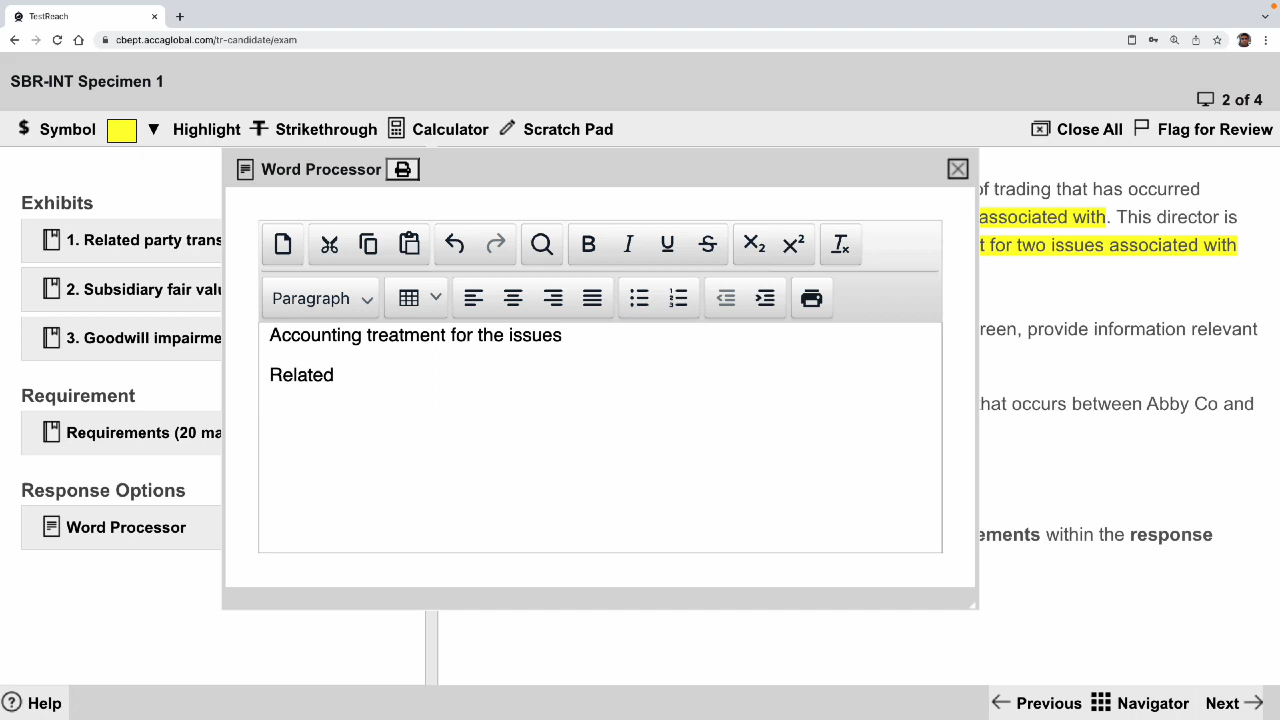 TestReach
cbept.accaglobal.com/tr-candidate/exam
SBR-INT Specimen 1
2 of 4
$ Symbol Highlight Strikethrough Calculator Scratch Pad Close All Flag for Review
Word Processor
Exhibits
1. Related party trans
2. Subsidiary fair valu
3. Goodwill impairme
Requirement
Requirements (20 ma
Response Options
Word Processor
B I U S X₂ X² Tx
Paragraph
Accounting treatment for the issues
Related
of trading that has occurred
associated with. This director is
t for two issues associated with
reen, provide information relevant
hat occurs between Abby Co and
ements within the response
Help
Previous Navigator Next